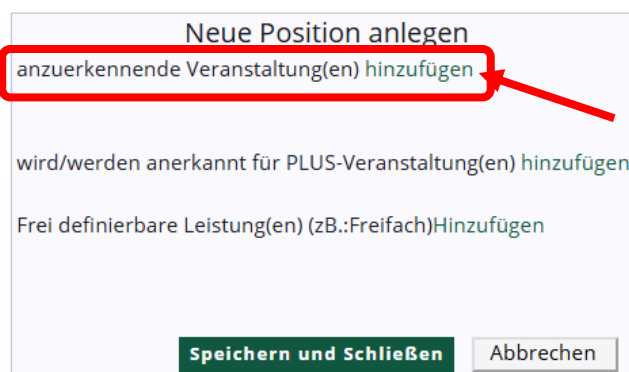 Neue Position anlegen
anzuerkennende Veranstaltung(en) hinzufügen
wird/werden anerkannt für PLUS-Veranstaltung(en) hinzufügen
Frei definierbare Leistung(en) (zB.:Freifach)Hinzufügen
Speichern und Schließen Abbrechen